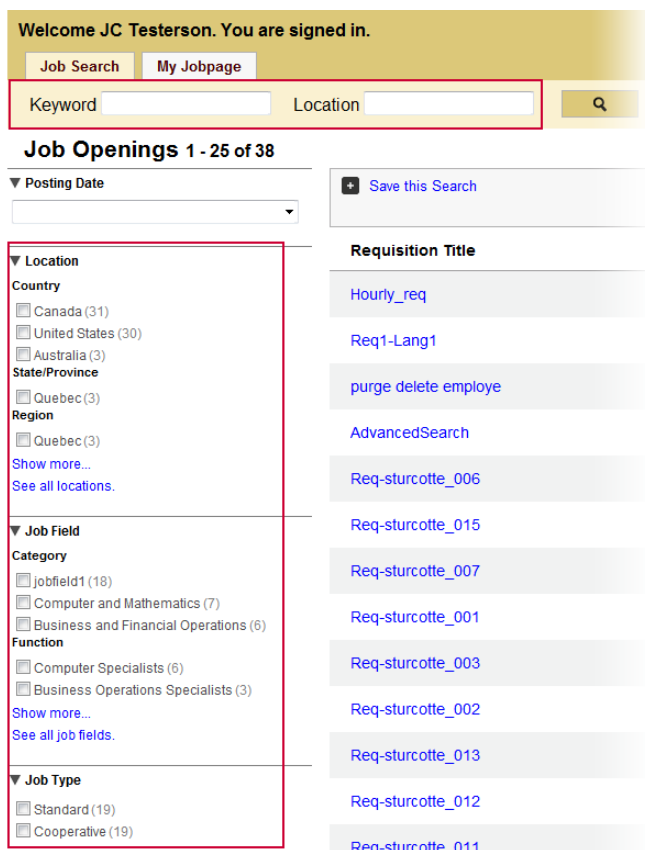 Welcome JC Testerson. You are signed in.
Job Search My Jobpage
Keyword Location
Job Openings 1 - 25 of 38
Posting Date
Location
Country
Canada (31)
United States (30)
Australia (3)
State/Province
Quebec (3)
Region
Quebec (3)
Show more...
See all locations.
Job Field
Category
jobfield1 (18)
Computer and Mathematics (7)
Business and Financial Operations (6)
Function
Computer Specialists (6)
Business Operations Specialists (3)
Show more...
See all job fields.
Job Type
Standard (19)
Cooperative (19)
Save this Search
Requisition Title
Hourly_req
Req1-Lang1
purge delete employe
AdvancedSearch
Req-sturcotte_006
Req-sturcotte_015
Req-sturcotte_007
Req-sturcotte_001
Req-sturcotte_003
Req-sturcotte_002
Req-sturcotte_013
Req-sturcotte_012
Req-sturcotte_011